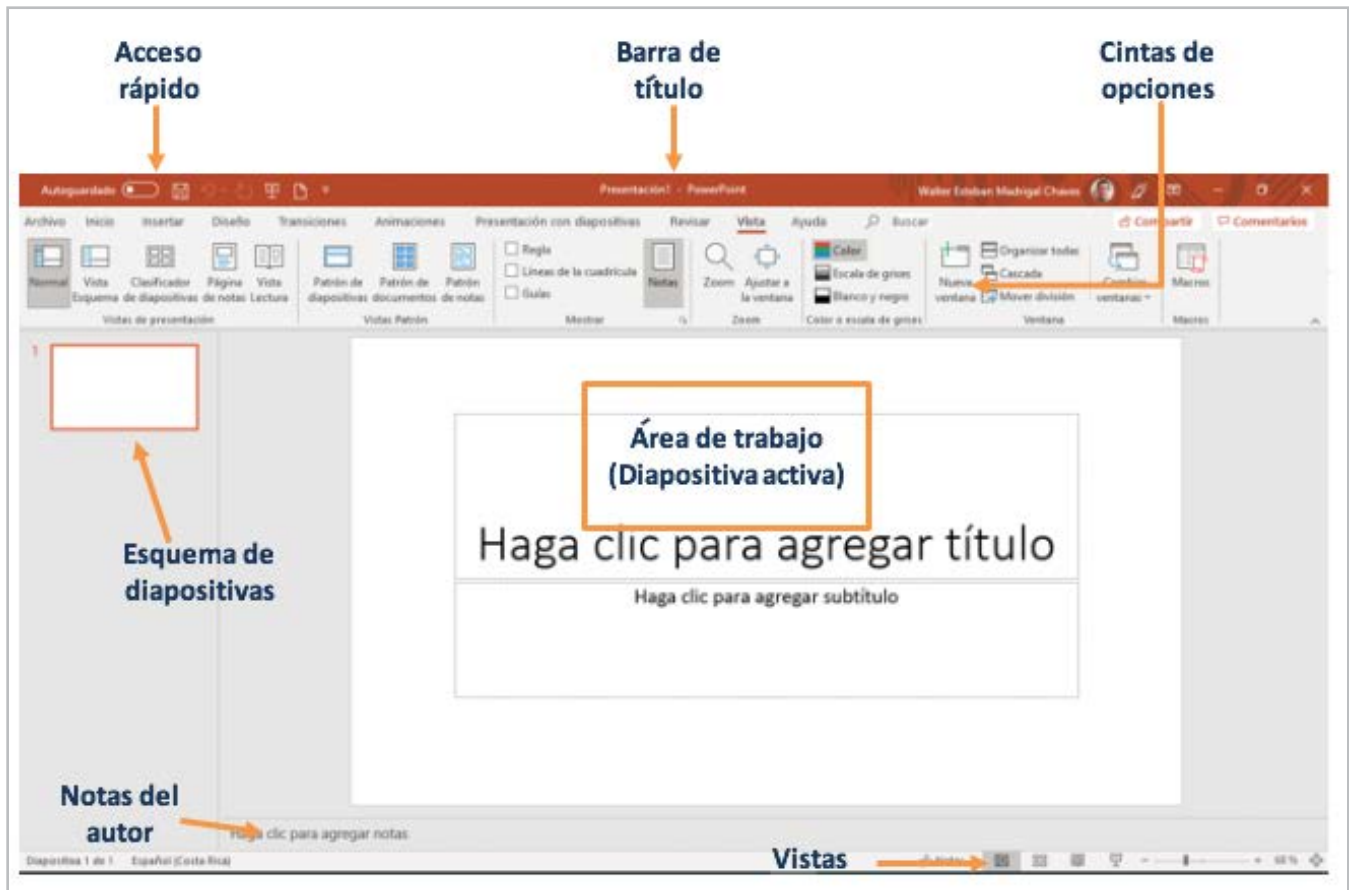 Acceso
rápido
Barra de
título
Cintas de
opciones
Autoguardado
Presentación1 - PowerPoint
Walter Esteban Madrigal Chaves
Archivo Inicio Insertar Diseño Transiciones Animaciones Presentación con diapositivas Revisar Vista Ayuda Buscar Compartir Comentarios
Normal
Vista
Esquema
Clasificador
de diapositivas
Página
de notas
Vista
Lectura
Vistas de presentación
Patrón de
diapositivas
Patrón de
documentos
Patrón
de notas
Vistas Patrón
Regla
Líneas de la cuadrícula
Guías
Mostrar
Notas
Zoom
Ajustar a
la ventana
Zoom
Color
Escala de grises
Blanco y negro
Color o escala de grises
Nueva
ventana
Organizar todas
Cascada
Mover división
Ventana
ventanas
Macros
Macros
1
Área de trabajo
(Diapositiva activa)
Haga clic para agregar título
Haga clic para agregar subtítulo
Esquema de
diapositivas
Notas del
autor
clic para agregar notas
Diapositiva 1 de 1 Español (Costa Rica)
Vistas
68 %